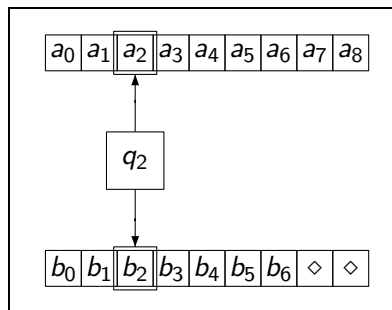 a₀ a₁ a₂ a₃ a₄ a₅ a₆ a₇ a₈
q₂
b₀ b₁ b₂ b₃ b₄ b₅ b₆ ⋄ ⋄